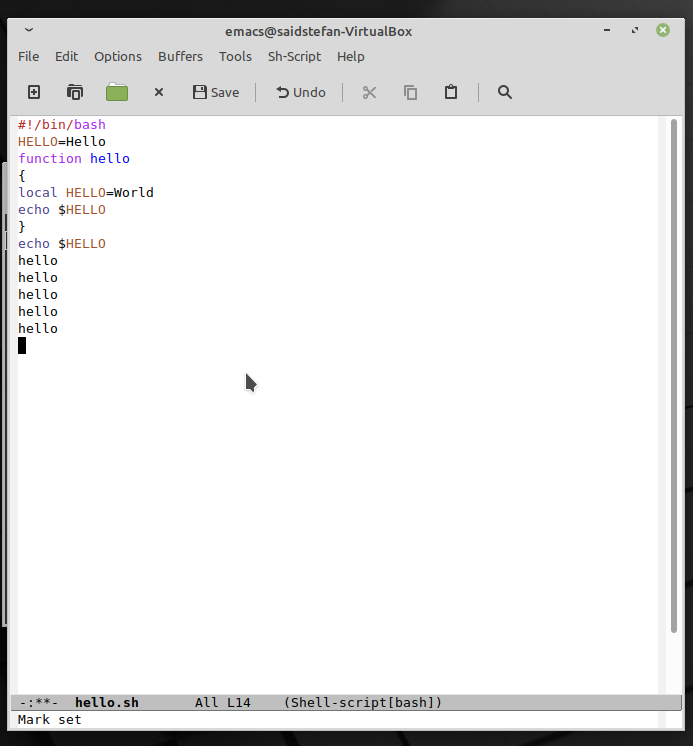 emacs@saidstefan-VirtualBox
File Edit Options Buffers Tools Sh-Script Help
Save Undo
#!/bin/bash
HELLO=Hello
function hello
{
local HELLO=World
echo $HELLO
}
echo $HELLO
hello
hello
hello
hello
hello
-:**- hello.sh All L14 (Shell-script[bash])
Mark set